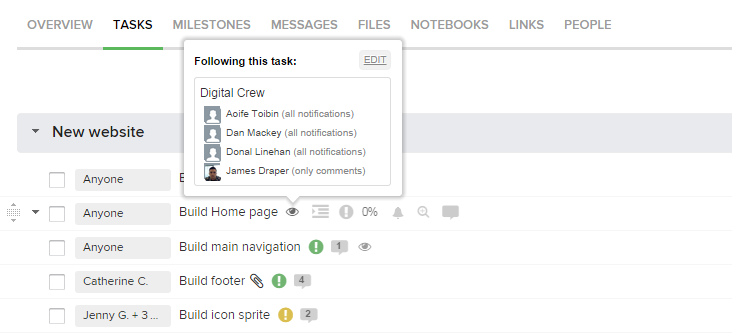 OVERVIEW TASKS MILESTONES MESSAGES FILES NOTEBOOKS LINKS PEOPLE
Following this task: EDIT
Digital Crew
Aoife Toibin (all notifications)
Dan Mackey (all notifications)
Donal Linehan (all notifications)
James Draper (only comments)
New website
Anyone
Anyone Build Home page 0%
Anyone Build main navigation 1
Catherine C. Build footer 4
Jenny G. + 3 ... Build icon sprite 2